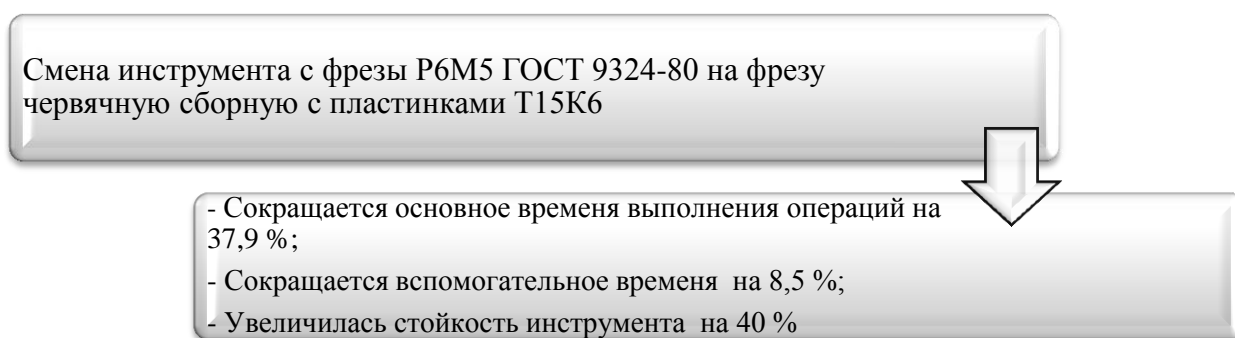 Смена инструмента с фрезы Р6М5 ГОСТ 9324-80 на фрезу
червячную сборную с пластинками Т15К6
- Сокращается основное временя выполнения операций на
37,9 %;
- Сокращается вспомогательное временя на 8,5 %;
- Увеличилась стойкость инструмента на 40 %